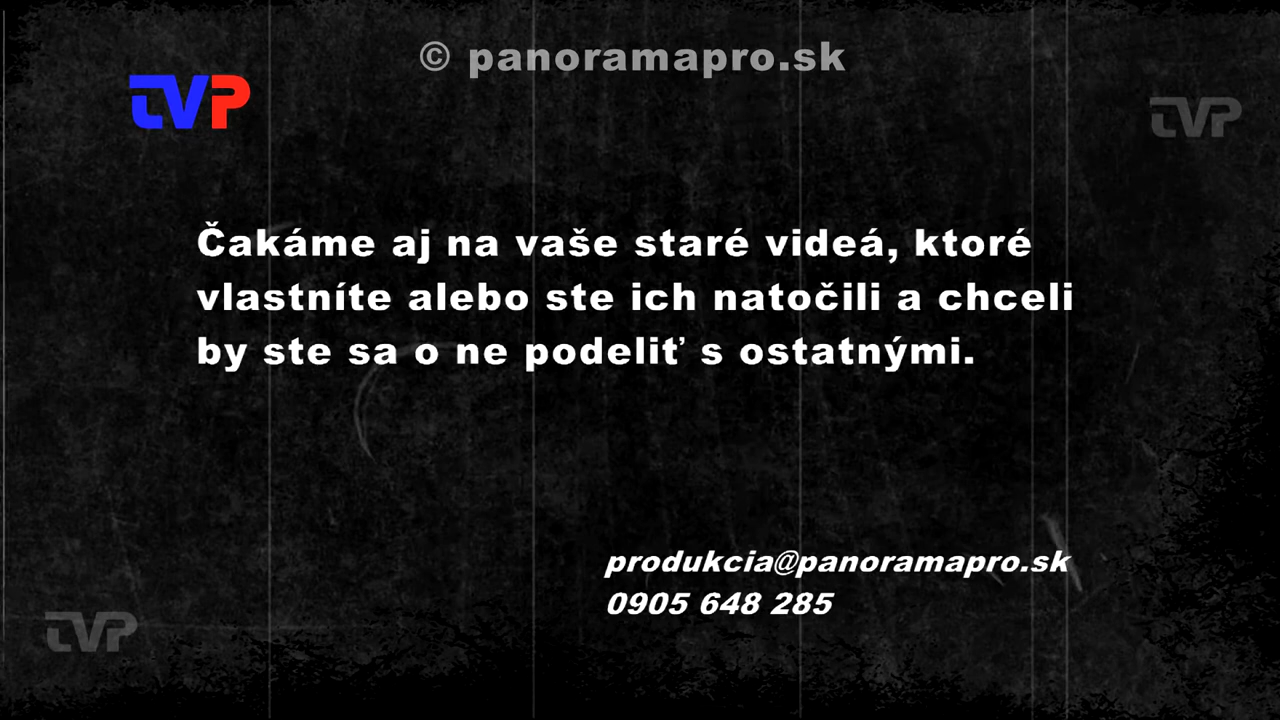 © panoramapro.sk
TVP
TVP
Čakáme aj na vaše staré videá, ktoré
vlastníte alebo ste ich natočili a chceli
by ste sa o ne podeliť s ostatnými.
produkcia@panoramapro.sk
0905 648 285
TVP